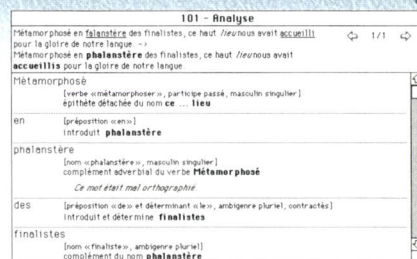 101 - Analyse
Métamorphosé en falanstère des finalistes, ce haut lieu nous avait accueilli
pour la gloire de notre langue. ->
Métamorphosé en phalanstère des finalistes, ce haut lieu nous avait
accueillis pour la gloire de notre langue.
1/1
Métamorphosé
[verbe «métamorphoser», participe passé, masculin singulier]
épithète détachée du nom ce ... lieu
en [préposition «en»]
introduit phalanstère
phalanstère
[nom «phalanstère», masculin singulier]
complément adverbial du verbe Métamorphosé
Ce mot était mal orthographié
des [préposition «de» et déterminant «le», ambigenre pluriel, contractés]
introduit et détermine finalistes
finalistes
[nom «finaliste», ambigenre pluriel]
complément du nom phalanstère